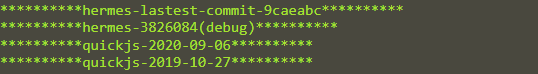 **********hermes-lastest-commit-9caeabc**********
**********hermes-3826084(debug)**********
**********quickjs-2020-09-06**********
**********quickjs-2019-10-27**********